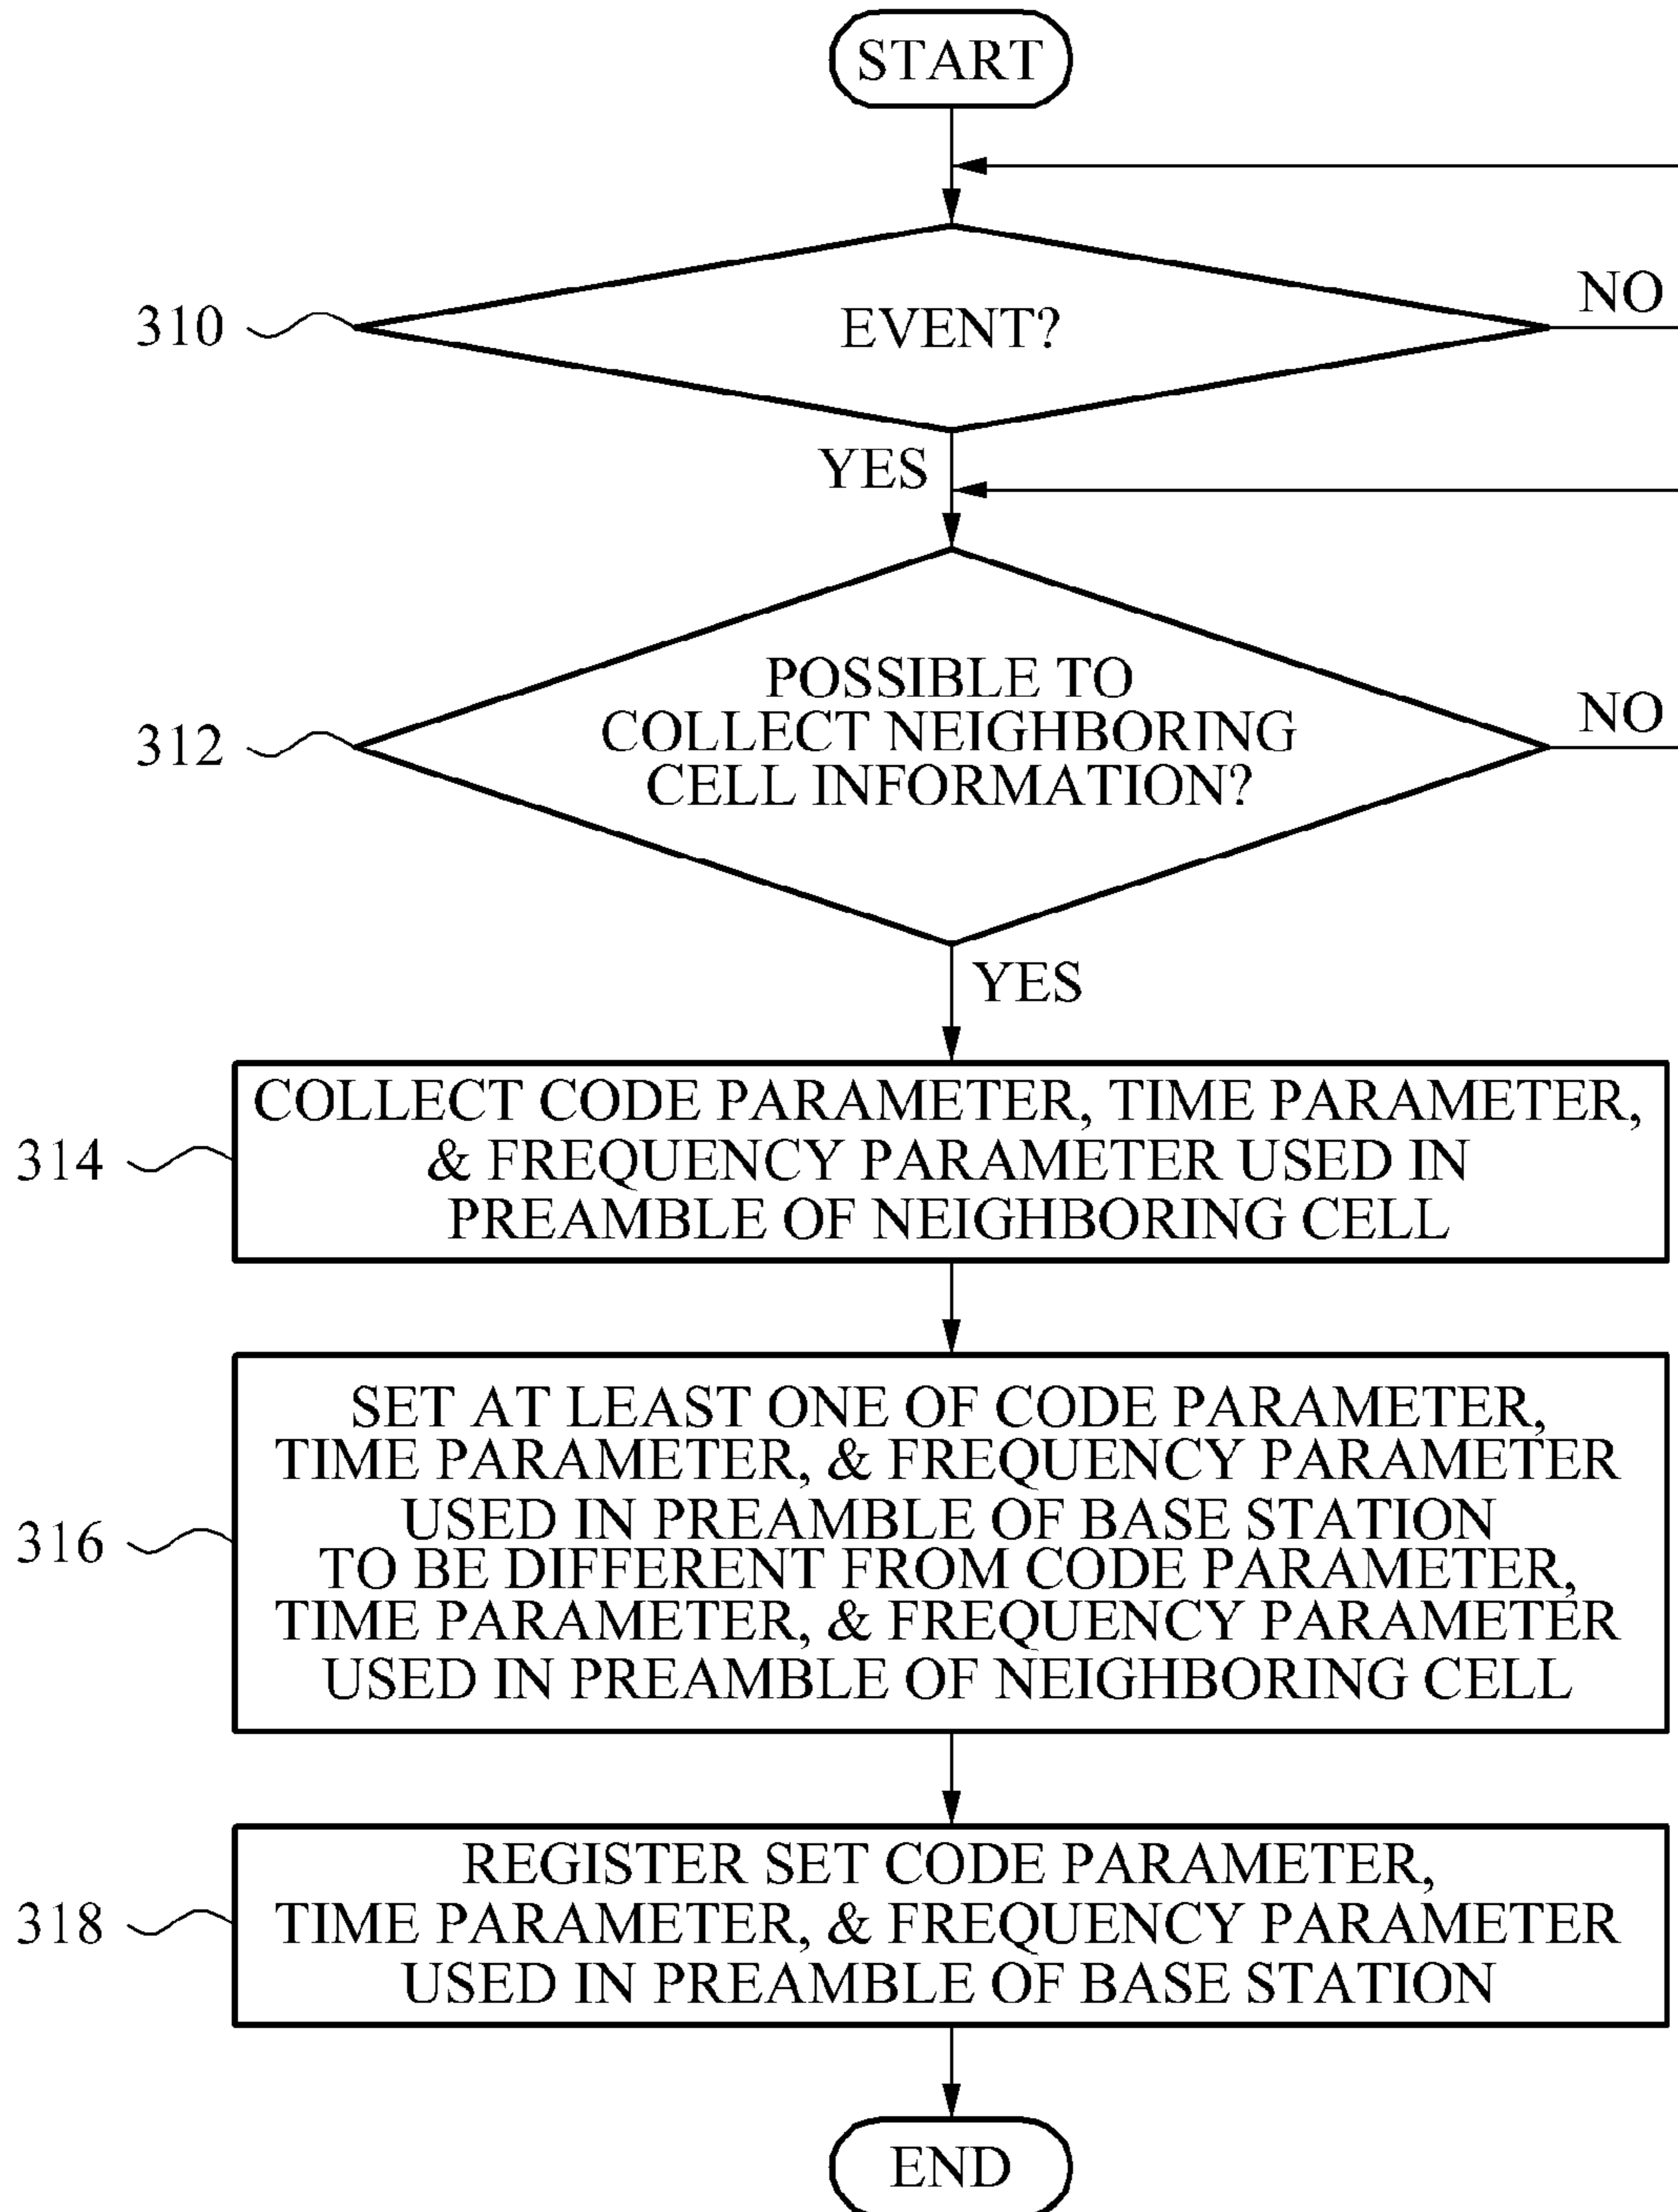 START
EVENT?
NO
310
YES
POSSIBLE TO
COLLECT NEIGHBORING
CELL INFORMATION?
NO
312
YES
COLLECT CODE PARAMETER, TIME PARAMETER,
& FREQUENCY PARAMETER USED IN
PREAMBLE OF NEIGHBORING CELL
314
SET AT LEAST ONE OF CODE PARAMETER,
TIME PARAMETER, & FREQUENCY PARAMETER
USED IN PREAMBLE OF BASE STATION
TO BE DIFFERENT FROM CODE PARAMETER,
TIME PARAMETER, & FREQUENCY PARAMETER
USED IN PREAMBLE OF NEIGHBORING CELL
316
REGISTER SET CODE PARAMETER,
TIME PARAMETER, & FREQUENCY PARAMETER
USED IN PREAMBLE OF BASE STATION
318
END